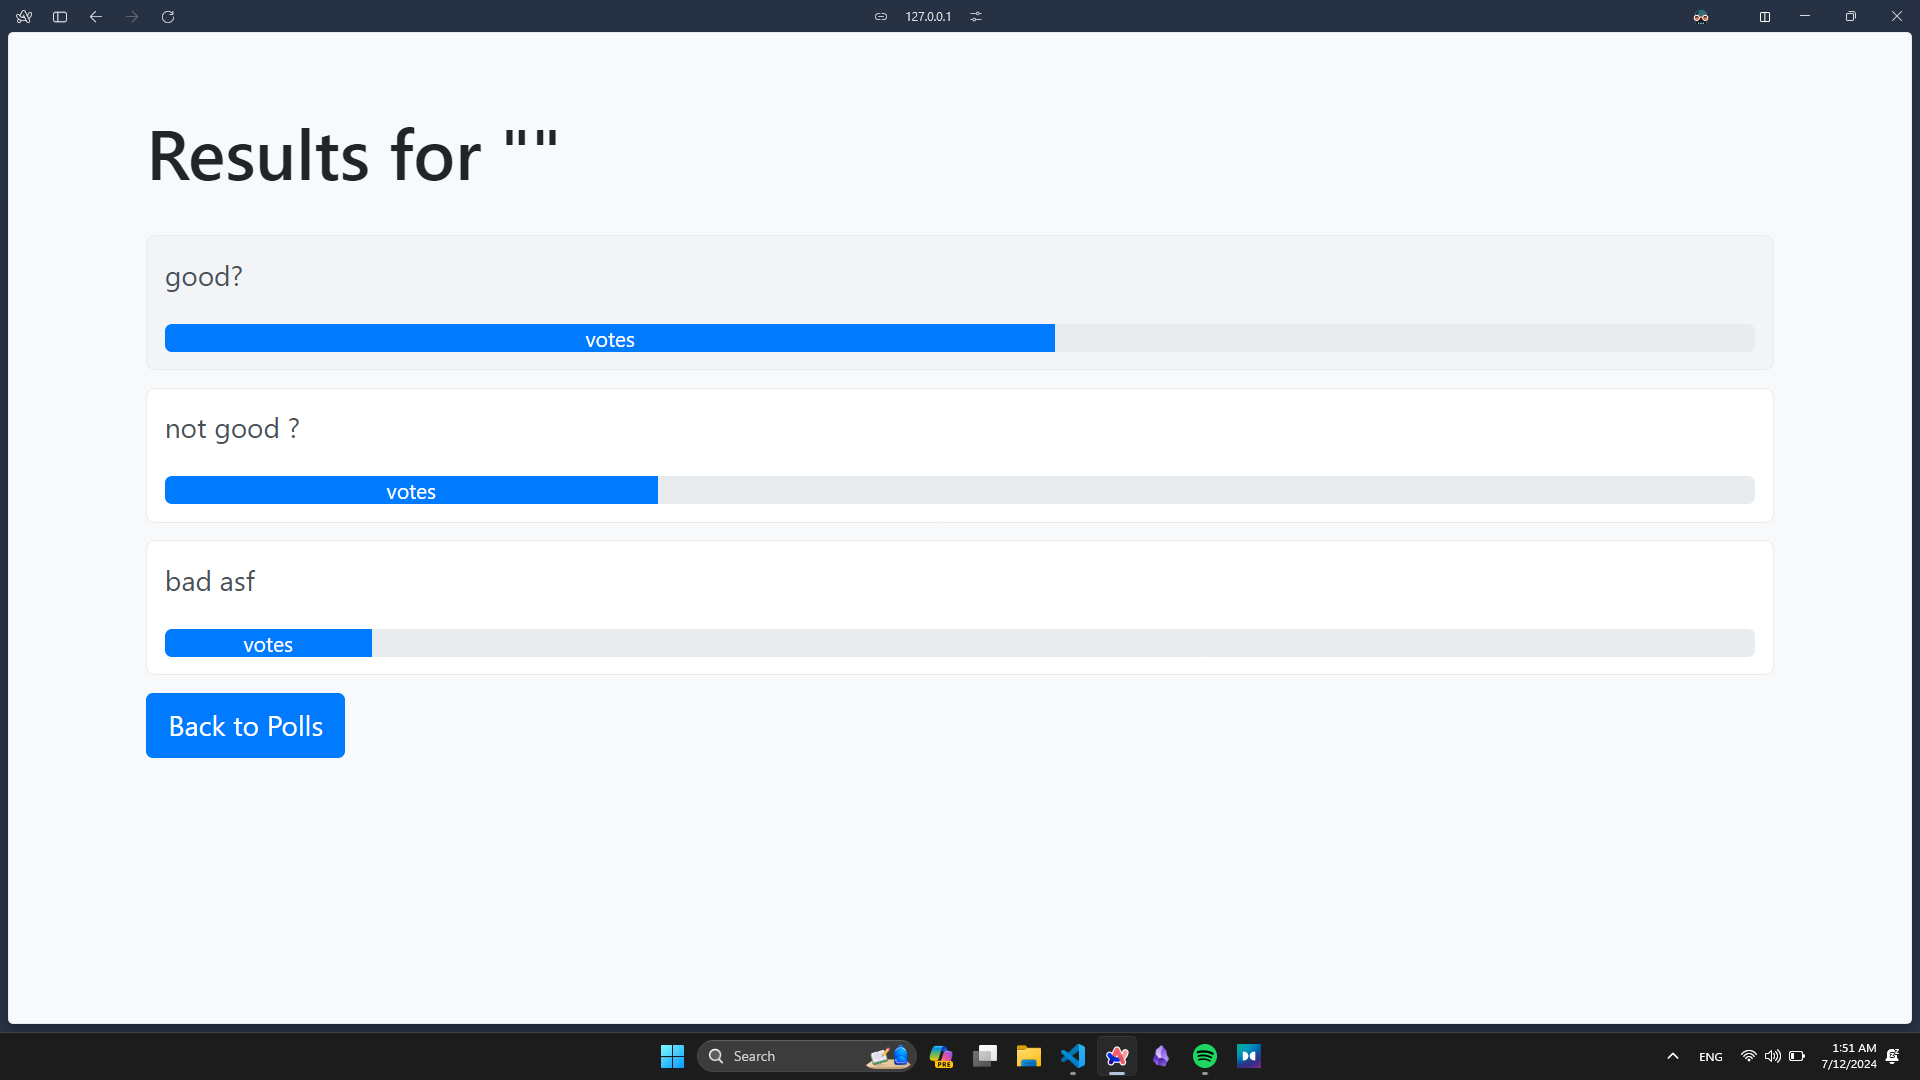 127.0.0.1
Results for ""
good?
votes
not good ?
votes
bad asf
votes
Back to Polls
Search
PRE
ENG
1:51 AM
7/12/2024